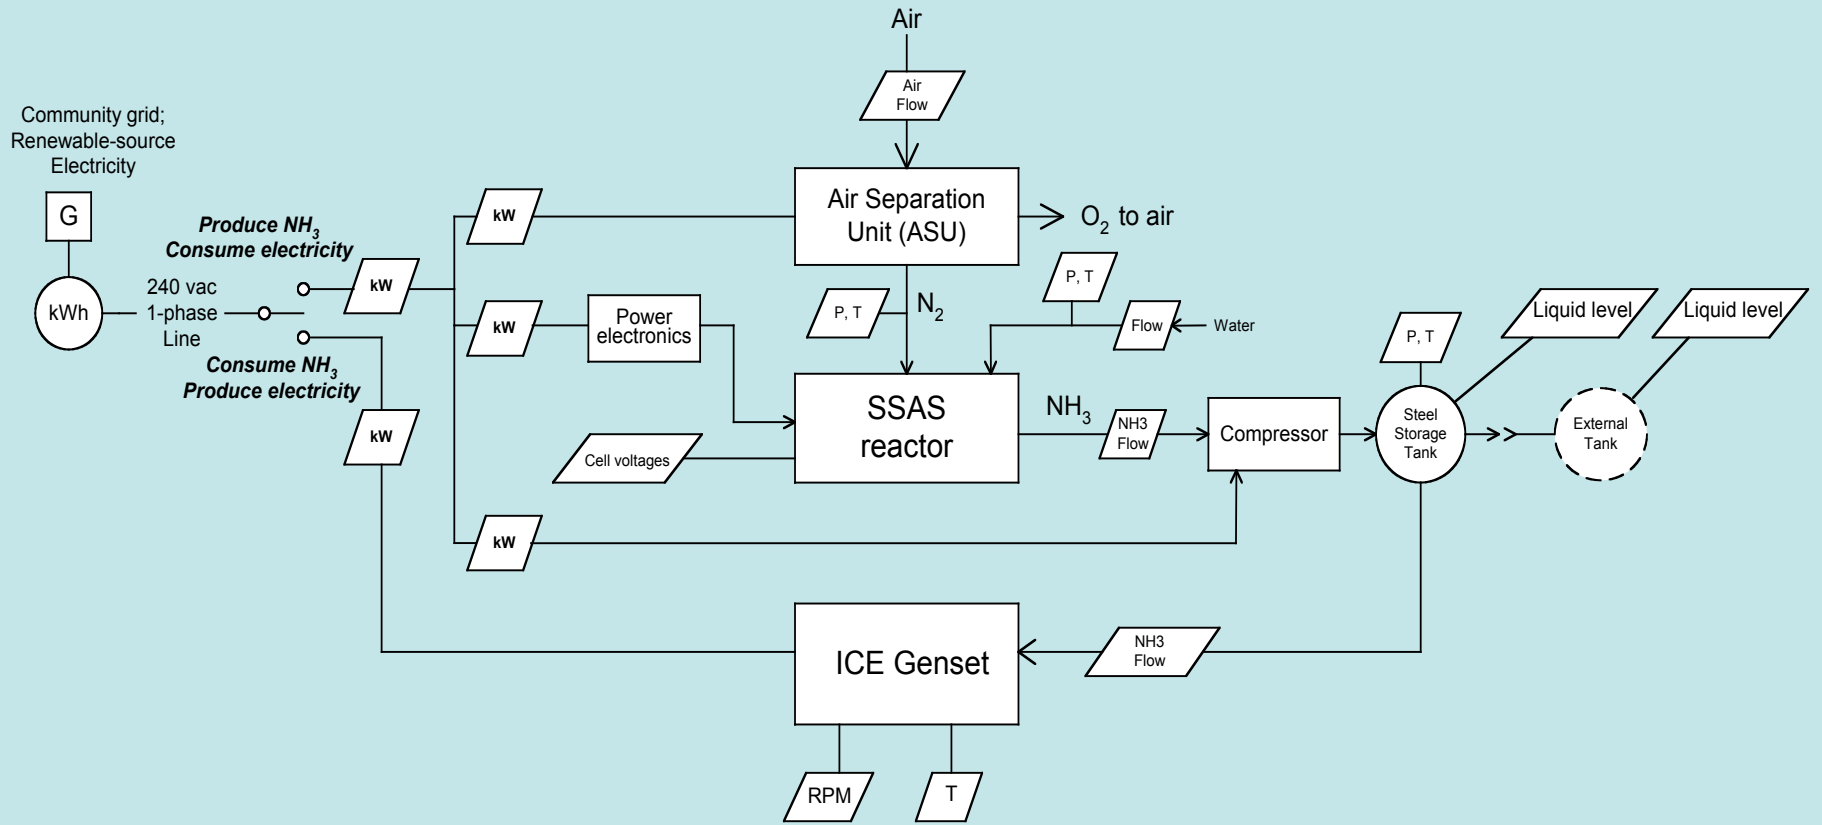 Air
Air
Flow
Community grid;
Renewable-source
Electricity
G
Produce NH₃
Consume electricity
kW
Air Separation
Unit (ASU)
O₂ to air
240 vac
1-phase
Line
kWh
kW
P, T
N₂
P, T
Flow
Water
Liquid level
Liquid level
kW
Power
electronics
P, T
Consume NH₃
Produce electricity
kW
SSAS
reactor
NH₃
NH3
Flow
Compressor
Steel
Storage
Tank
External
Tank
Cell voltages
kW
ICE Genset
NH3
Flow
RPM
T